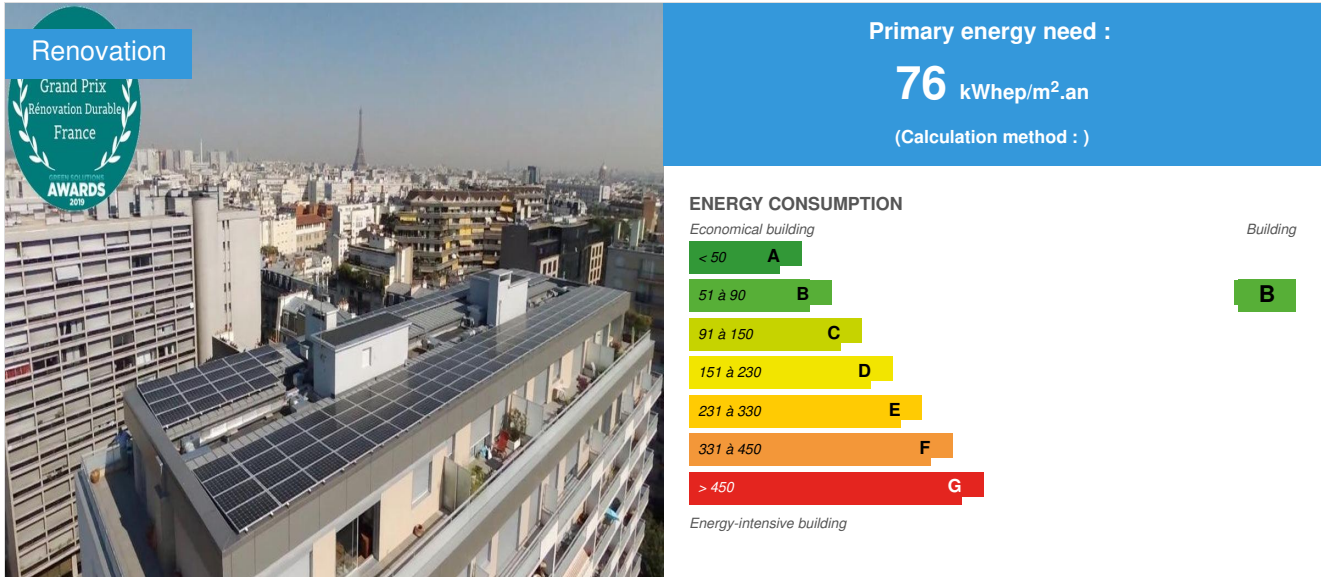 Renovation
Grand Prix
Rénovation Durable
France
GREEN SOLUTIONS
AWARDS
2019
Primary energy need :
76 kWhep/m².an
(Calculation method : )
ENERGY CONSUMPTION
Economical building
Building
< 50 A
51 à 90 B
B
91 à 150 C
151 à 230 D
231 à 330 E
331 à 450 F
> 450 G
Energy-intensive building